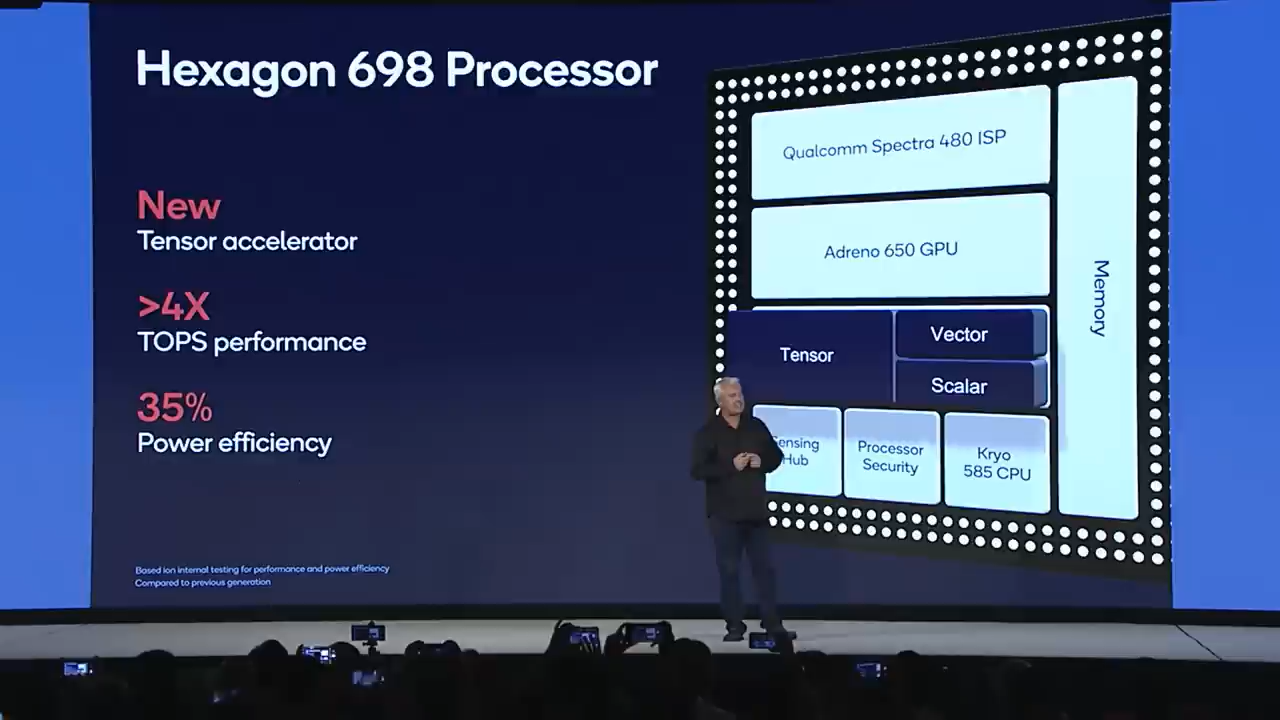 Hexagon 698 Processor
New
Tensor accelerator
>4X
TOPS performance
35%
Power efficiency
Based ion internal testing for performance and power efficiency
Compared to previous generation
Qualcomm Spectra 480 ISP
Adreno 650 GPU
Memory
Tensor
Vector
Scalar
Sensing
Hub
Processor
Security
Kryo
585 CPU